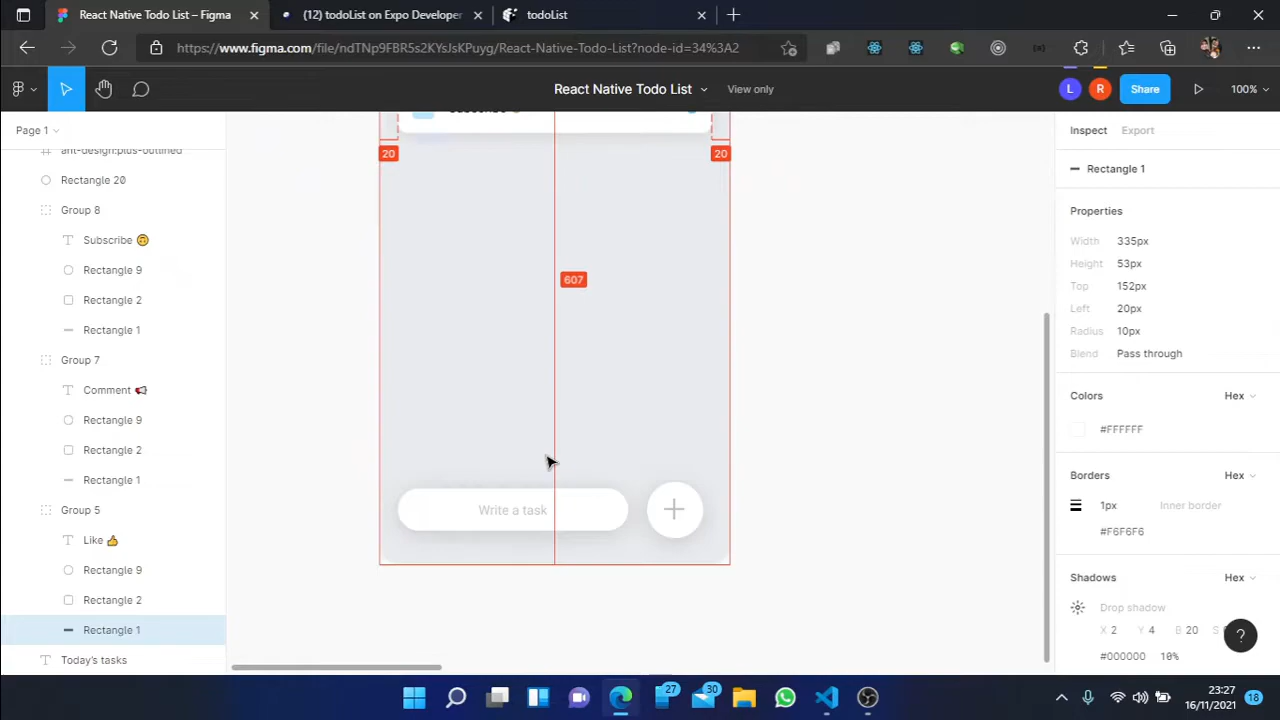 React Native Todo List – Figma
(12) todoList on Expo Developer
todoList
https://www.figma.com/file/ndTNp9FBR5s2KYsJsKPuyg/React-Native-Todo-List?node-id=34%3A2
React Native Todo List
View only
L
R
Share
100%
Page 1
ant-design:plus-outlined
Rectangle 20
Group 8
Subscribe 🙃
Rectangle 9
Rectangle 2
Rectangle 1
Group 7
Comment 📢
Rectangle 9
Rectangle 2
Rectangle 1
Group 5
Like 👍
Rectangle 9
Rectangle 2
Rectangle 1
Today's tasks
20
20
607
Write a task
Inspect
Export
Rectangle 1
Properties
Width 335px
Height 53px
Top 152px
Left 20px
Radius 10px
Blend Pass through
Colors
Hex
#FFFFFF
Borders
Hex
1px
Inner border
#F6F6F6
Shadows
Hex
Drop shadow
X 2 Y 4 B 20 S
#000000 10%
?
27
30
23:27
16/11/2021
18